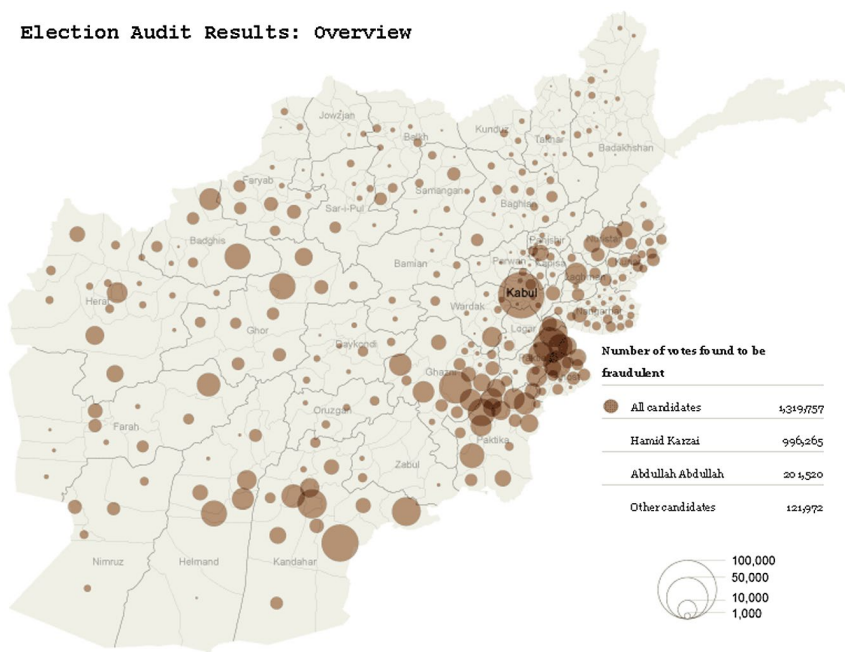 Election Audit Results: Overview
Jowzjan
Balkh
Kunduz
Takhar
Badakhshan
Faryab
Samangan
Sar-i-Pul
Baghlan
Badghis
Panjshir
Nuristan
Bamian
Parwan
Kapisa
Laghman
Herat
Kabul
Wardak
Nangarhar
Ghor
Logar
Daykondi
Ghazni
Oruzgan
Farah
Paktika
Zabul
Nimruz
Helmand
Kandahar
Number of votes found to be
fraudulent
All candidates 1,319,757
Hamid Karzai 996,265
Abdullah Abdullah 201,520
Other candidates 121,972
100,000
50,000
10,000
1,000